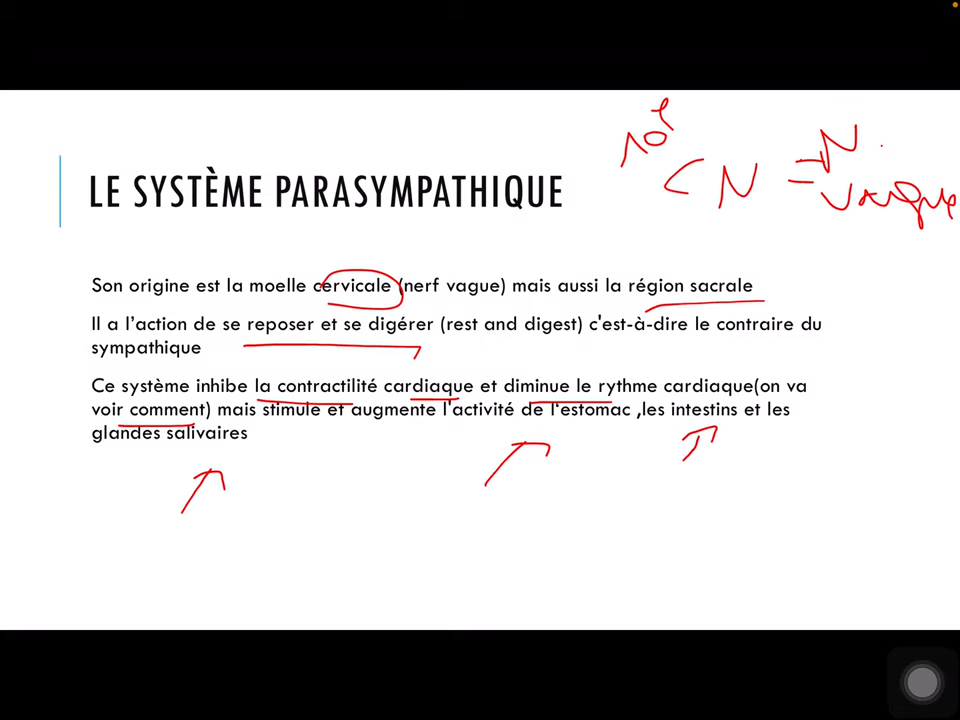 10e
CN = N.
vague
LE SYSTÈME PARASYMPATHIQUE
Son origine est la moelle cervicale (nerf vague) mais aussi la région sacrale
Il a l’action de se reposer et se digérer (rest and digest) c'est-à-dire le contraire du
sympathique
Ce système inhibe la contractilité cardiaque et diminue le rythme cardiaque(on va
voir comment) mais stimule et augmente l'activité de l‘estomac ,les intestins et les
glandes salivaires